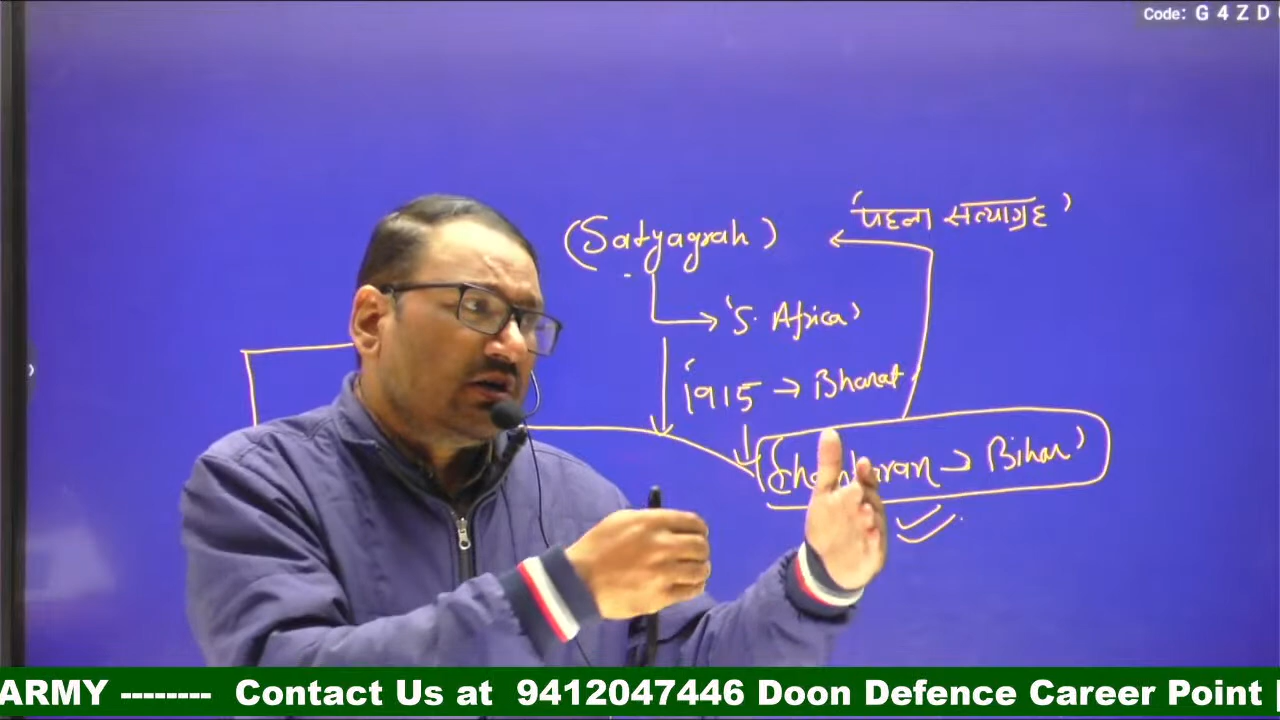 Code: G 4 Z D
'पहला सत्याग्रह'
(Satyagrah)
'S. Africa'
1915 → Bharat
Champaran → Bihar
ARMY -------- Contact Us at 9412047446 Doon Defence Career Point